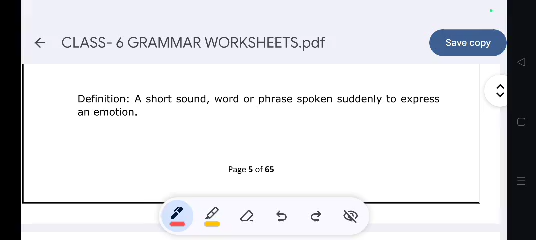 CLASS- 6 GRAMMAR WORKSHEETS.pdf
Save copy
Definition: A short sound, word or phrase spoken suddenly to express
an emotion.
Page 5 of 65